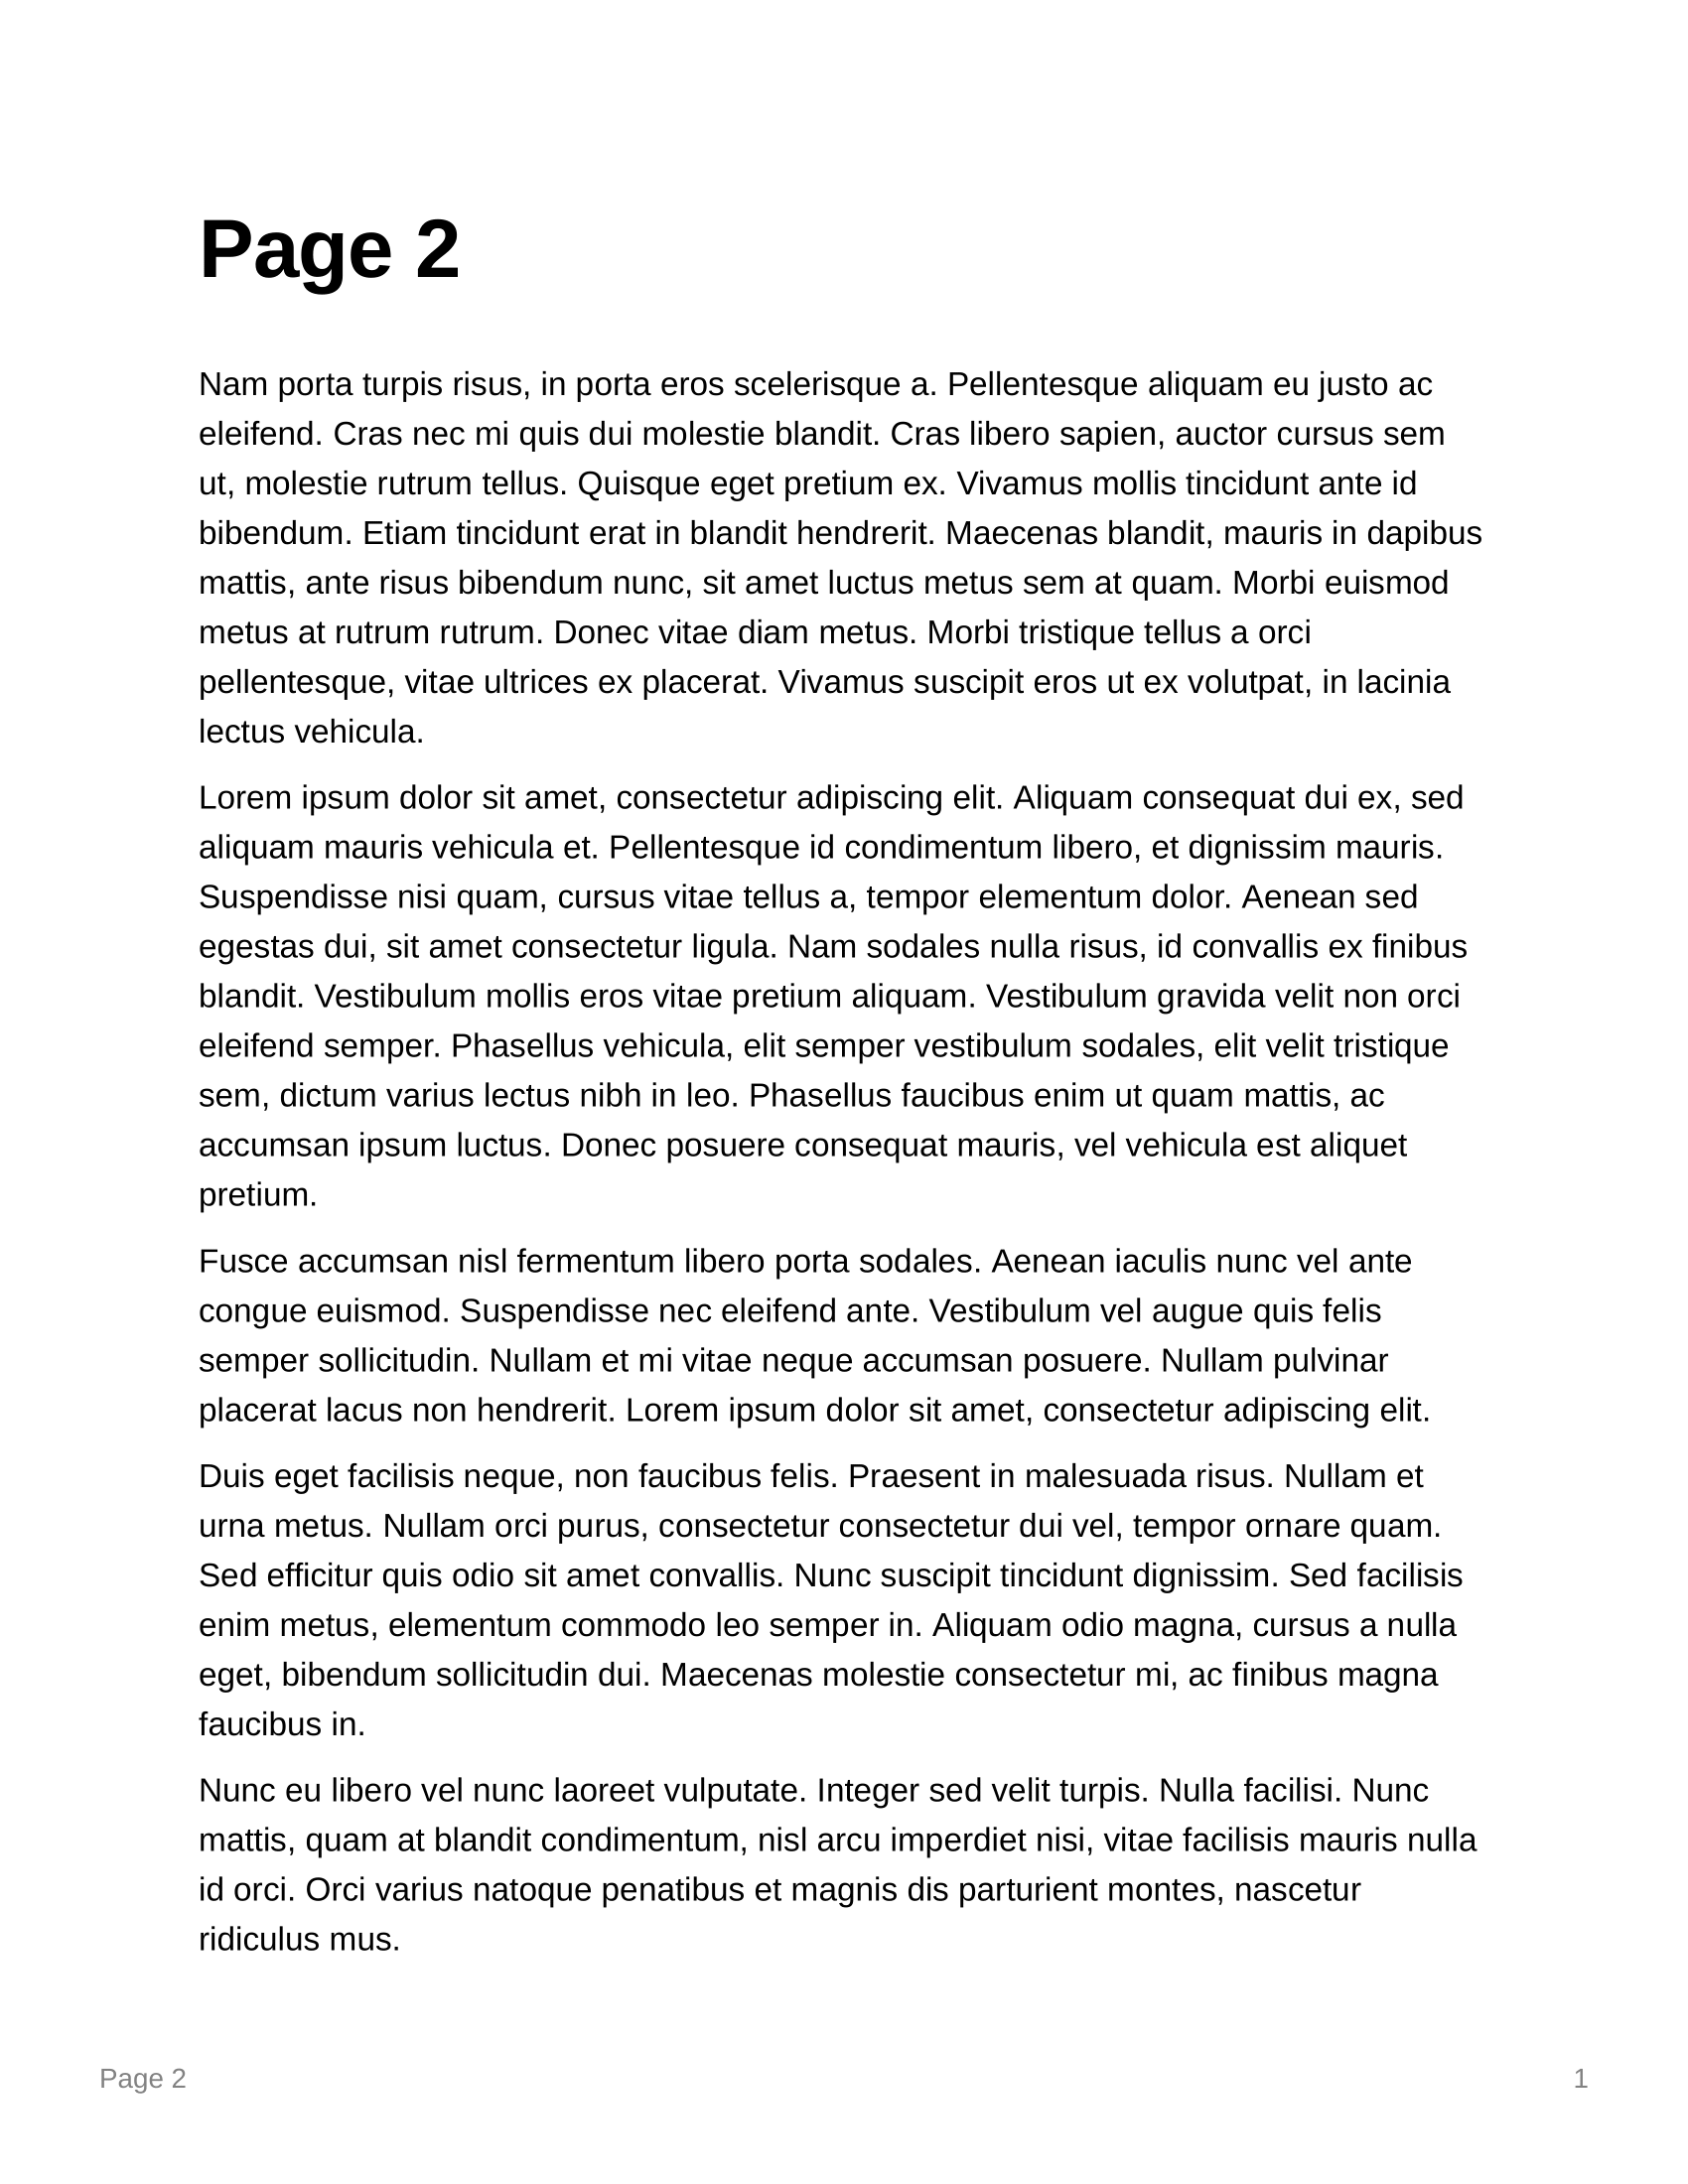 Page 2
Nam porta turpis risus, in porta eros scelerisque a. Pellentesque aliquam eu justo ac
eleifend. Cras nec mi quis dui molestie blandit. Cras libero sapien, auctor cursus sem
ut, molestie rutrum tellus. Quisque eget pretium ex. Vivamus mollis tincidunt ante id
bibendum. Etiam tincidunt erat in blandit hendrerit. Maecenas blandit, mauris in dapibus
mattis, ante risus bibendum nunc, sit amet luctus metus sem at quam. Morbi euismod
metus at rutrum rutrum. Donec vitae diam metus. Morbi tristique tellus a orci
pellentesque, vitae ultrices ex placerat. Vivamus suscipit eros ut ex volutpat, in lacinia
lectus vehicula.
Lorem ipsum dolor sit amet, consectetur adipiscing elit. Aliquam consequat dui ex, sed
aliquam mauris vehicula et. Pellentesque id condimentum libero, et dignissim mauris.
Suspendisse nisi quam, cursus vitae tellus a, tempor elementum dolor. Aenean sed
egestas dui, sit amet consectetur ligula. Nam sodales nulla risus, id convallis ex finibus
blandit. Vestibulum mollis eros vitae pretium aliquam. Vestibulum gravida velit non orci
eleifend semper. Phasellus vehicula, elit semper vestibulum sodales, elit velit tristique
sem, dictum varius lectus nibh in leo. Phasellus faucibus enim ut quam mattis, ac
accumsan ipsum luctus. Donec posuere consequat mauris, vel vehicula est aliquet
pretium.
Fusce accumsan nisl fermentum libero porta sodales. Aenean iaculis nunc vel ante
congue euismod. Suspendisse nec eleifend ante. Vestibulum vel augue quis felis
semper sollicitudin. Nullam et mi vitae neque accumsan posuere. Nullam pulvinar
placerat lacus non hendrerit. Lorem ipsum dolor sit amet, consectetur adipiscing elit.
Duis eget facilisis neque, non faucibus felis. Praesent in malesuada risus. Nullam et
urna metus. Nullam orci purus, consectetur consectetur dui vel, tempor ornare quam.
Sed efficitur quis odio sit amet convallis. Nunc suscipit tincidunt dignissim. Sed facilisis
enim metus, elementum commodo leo semper in. Aliquam odio magna, cursus a nulla
eget, bibendum sollicitudin dui. Maecenas molestie consectetur mi, ac finibus magna
faucibus in.
Nunc eu libero vel nunc laoreet vulputate. Integer sed velit turpis. Nulla facilisi. Nunc
mattis, quam at blandit condimentum, nisl arcu imperdiet nisi, vitae facilisis mauris nulla
id orci. Orci varius natoque penatibus et magnis dis parturient montes, nascetur
ridiculus mus.
Page 2 1